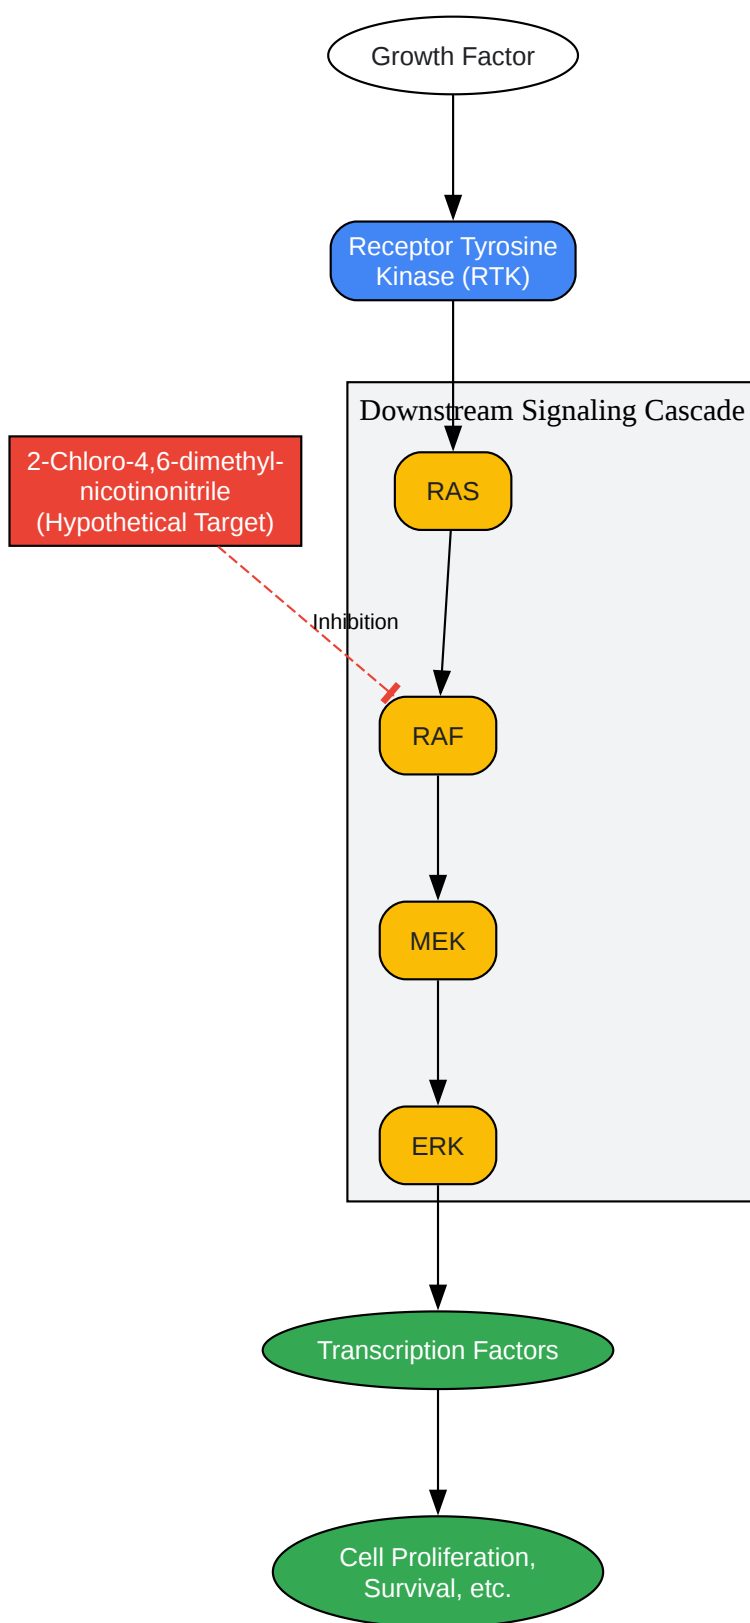 Growth Factor
Receptor Tyrosine
Kinase (RTK)
Downstream Signaling Cascade
2-Chloro-4,6-dimethyl-
nicotinonitrile
(Hypothetical Target)
RAS
Inhibition
RAF
MEK
ERK
Transcription Factors
Cell Proliferation,
Survival, etc.